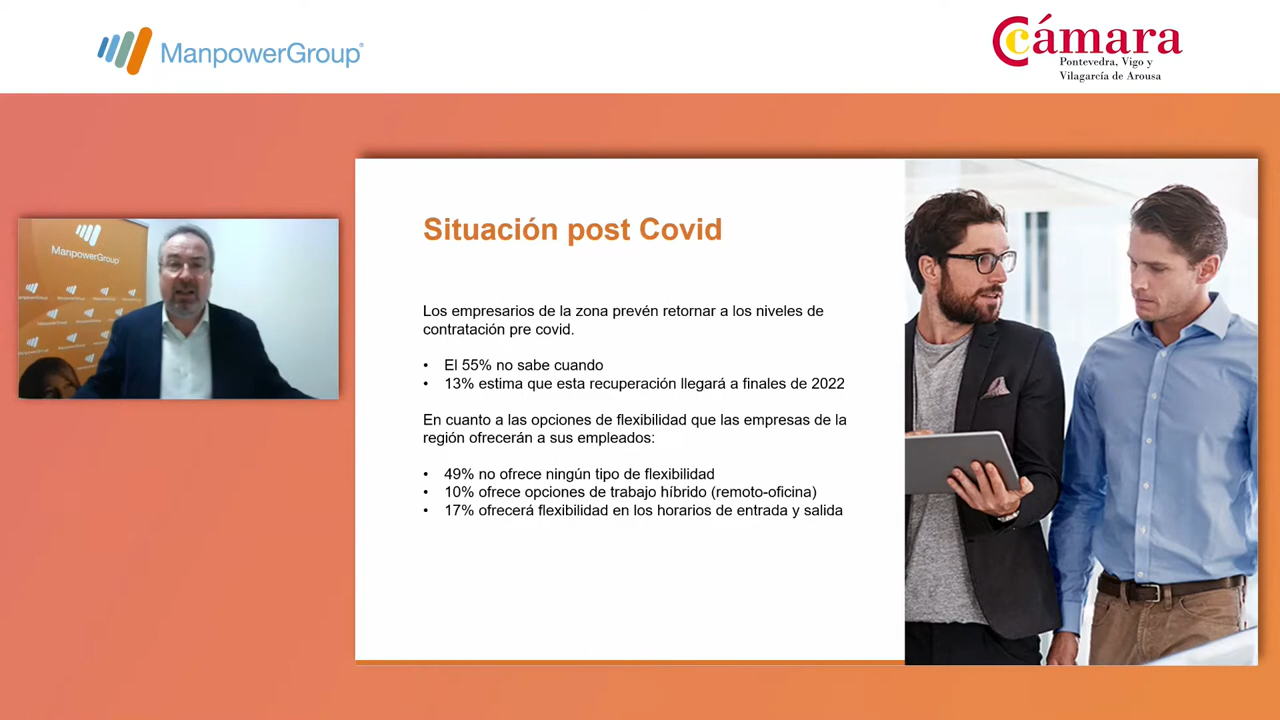 ManpowerGroup
Cámara
Pontevedra, Vigo y
Vilagarcía de Arousa
ManpowerGroup
Situación post Covid
Los empresarios de la zona prevén retornar a los niveles de
contratación pre covid.
• El 55% no sabe cuando
• 13% estima que esta recuperación llegará a finales de 2022
En cuanto a las opciones de flexibilidad que las empresas de la
región ofrecerán a sus empleados:
• 49% no ofrece ningún tipo de flexibilidad
• 10% ofrece opciones de trabajo híbrido (remoto-oficina)
• 17% ofrecerá flexibilidad en los horarios de entrada y salida